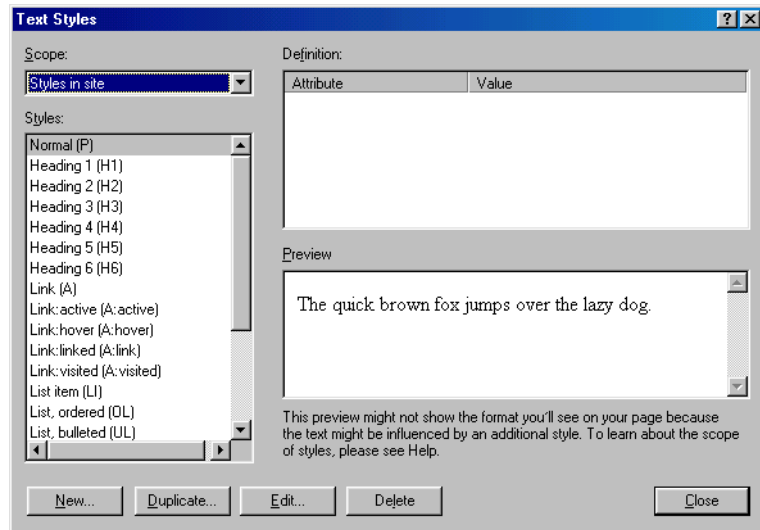 Text Styles
Scope:
Styles in site
Styles:
Normal (P)
Heading 1 (H1)
Heading 2 (H2)
Heading 3 (H3)
Heading 4 (H4)
Heading 5 (H5)
Heading 6 (H6)
Link (A)
Link:active (A:active)
Link:hover (A:hover)
Link:linked (A:link)
Link:visited (A:visited)
List item (LI)
List, ordered (OL)
List, bulleted (UL)
Definition:
Attribute Value
Preview
The quick brown fox jumps over the lazy dog.
This preview might not show the format you'll see on your page because
the text might be influenced by an additional style. To learn about the scope
of styles, please see Help.
New... Duplicate... Edit... Delete Close